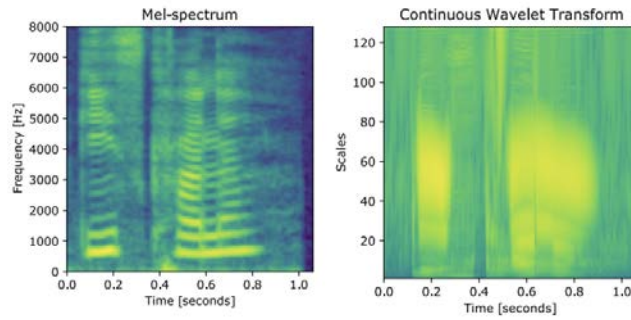 Mel-spectrum
8000
7000
6000
5000
4000
3000
2000
1000
0
Frequency [Hz]
0.0 0.2 0.4 0.6 0.8 1.0
Time [seconds]
Continuous Wavelet Transform
120
100
80
60
40
20
Scales
0.0 0.2 0.4 0.6 0.8 1.0
Time [seconds]